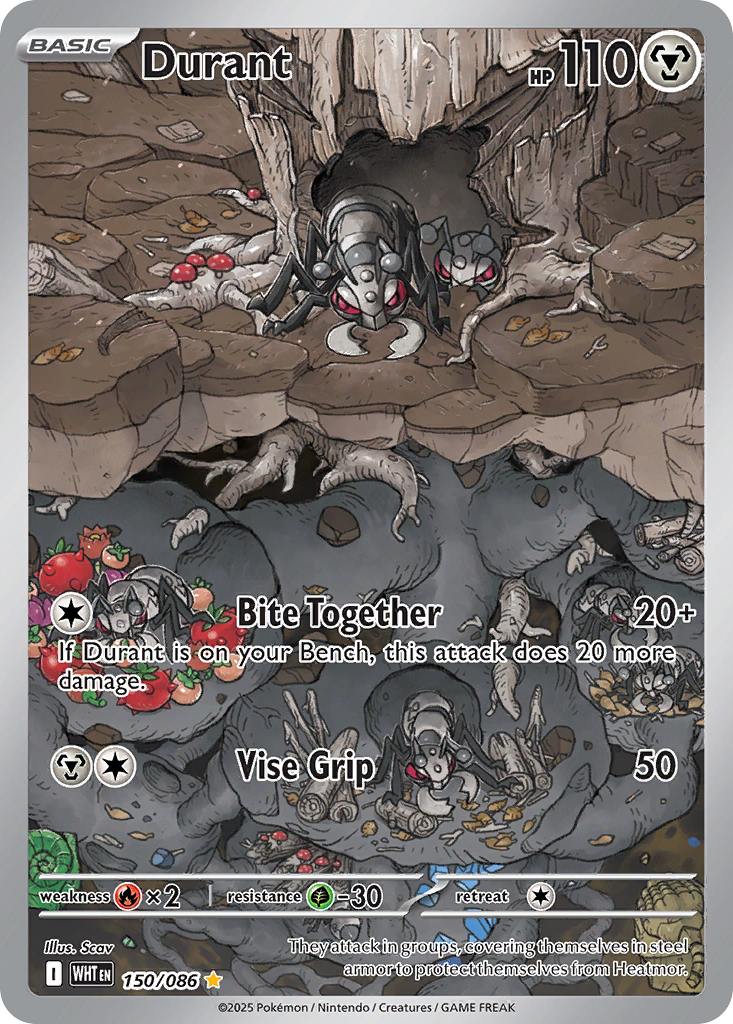 BASIC
Durant
HP 110
Bite Together 20+
If Durant is on your Bench, this attack does 20 more
damage.
Vise Grip 50
weakness ×2 resistance -30 retreat
Illus. Scav
They attack in groups, covering themselves in steel
armor to protect themselves from Heatmor.
I WHT EN 150/086
©2025 Pokémon / Nintendo / Creatures / GAME FREAK